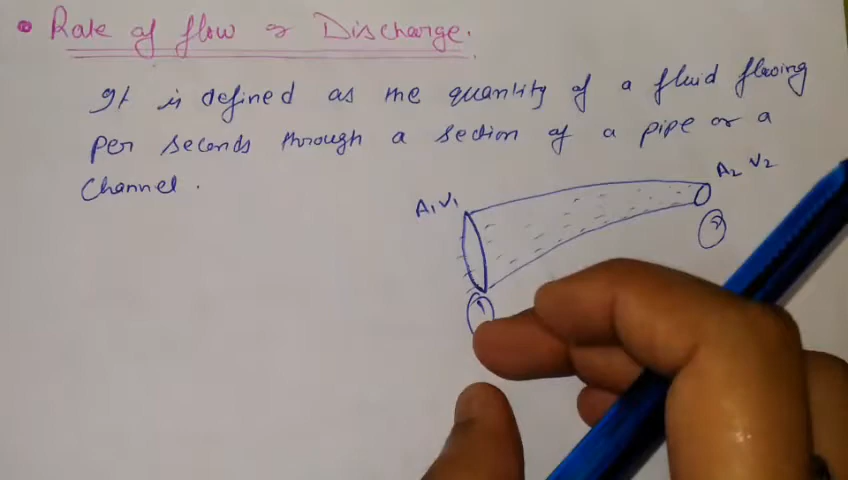 Rate of flow or Discharge.
It is defined as the quantity of a fluid flowing
per seconds through a section of a pipe or a
Channel.
A2 V2
A1V1
2
1